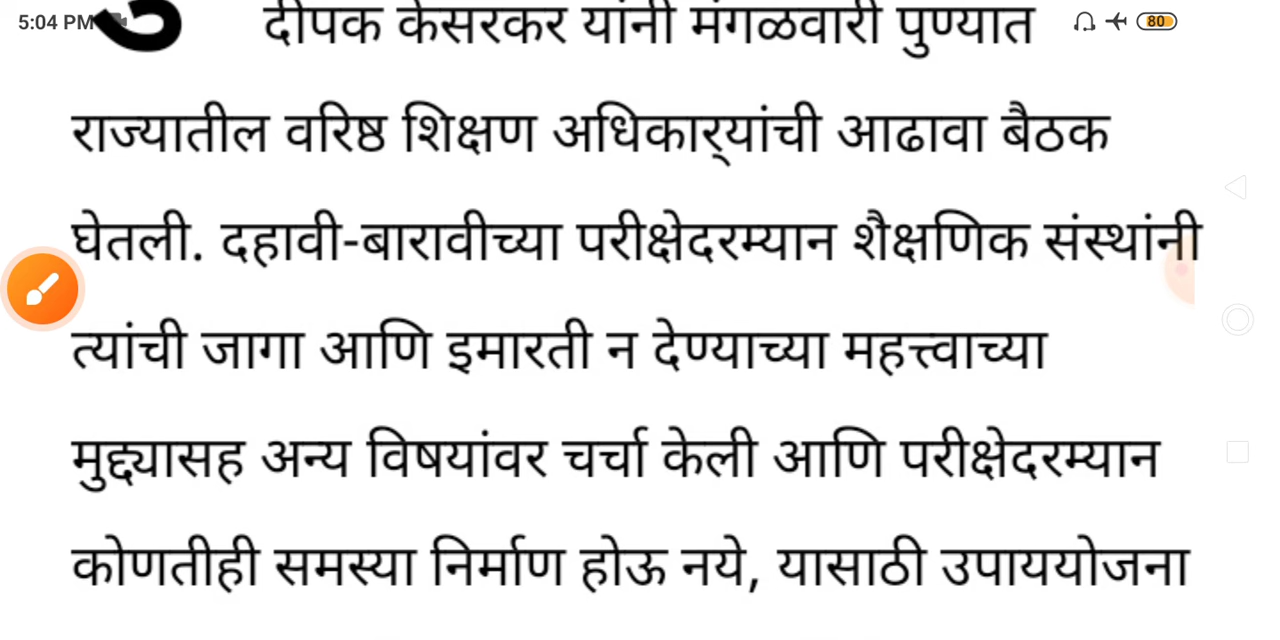 5:04 PM
80
दीपक केसरकर यांनी मंगळवारी पुण्यात
राज्यातील वरिष्ठ शिक्षण अधिकाऱ्यांची आढावा बैठक
घेतली. दहावी-बारावीच्या परीक्षेदरम्यान शैक्षणिक संस्थांनी
त्यांची जागा आणि इमारती न देण्याच्या महत्त्वाच्या
मुद्द्यासह अन्य विषयांवर चर्चा केली आणि परीक्षेदरम्यान
कोणतीही समस्या निर्माण होऊ नये, यासाठी उपाययोजना